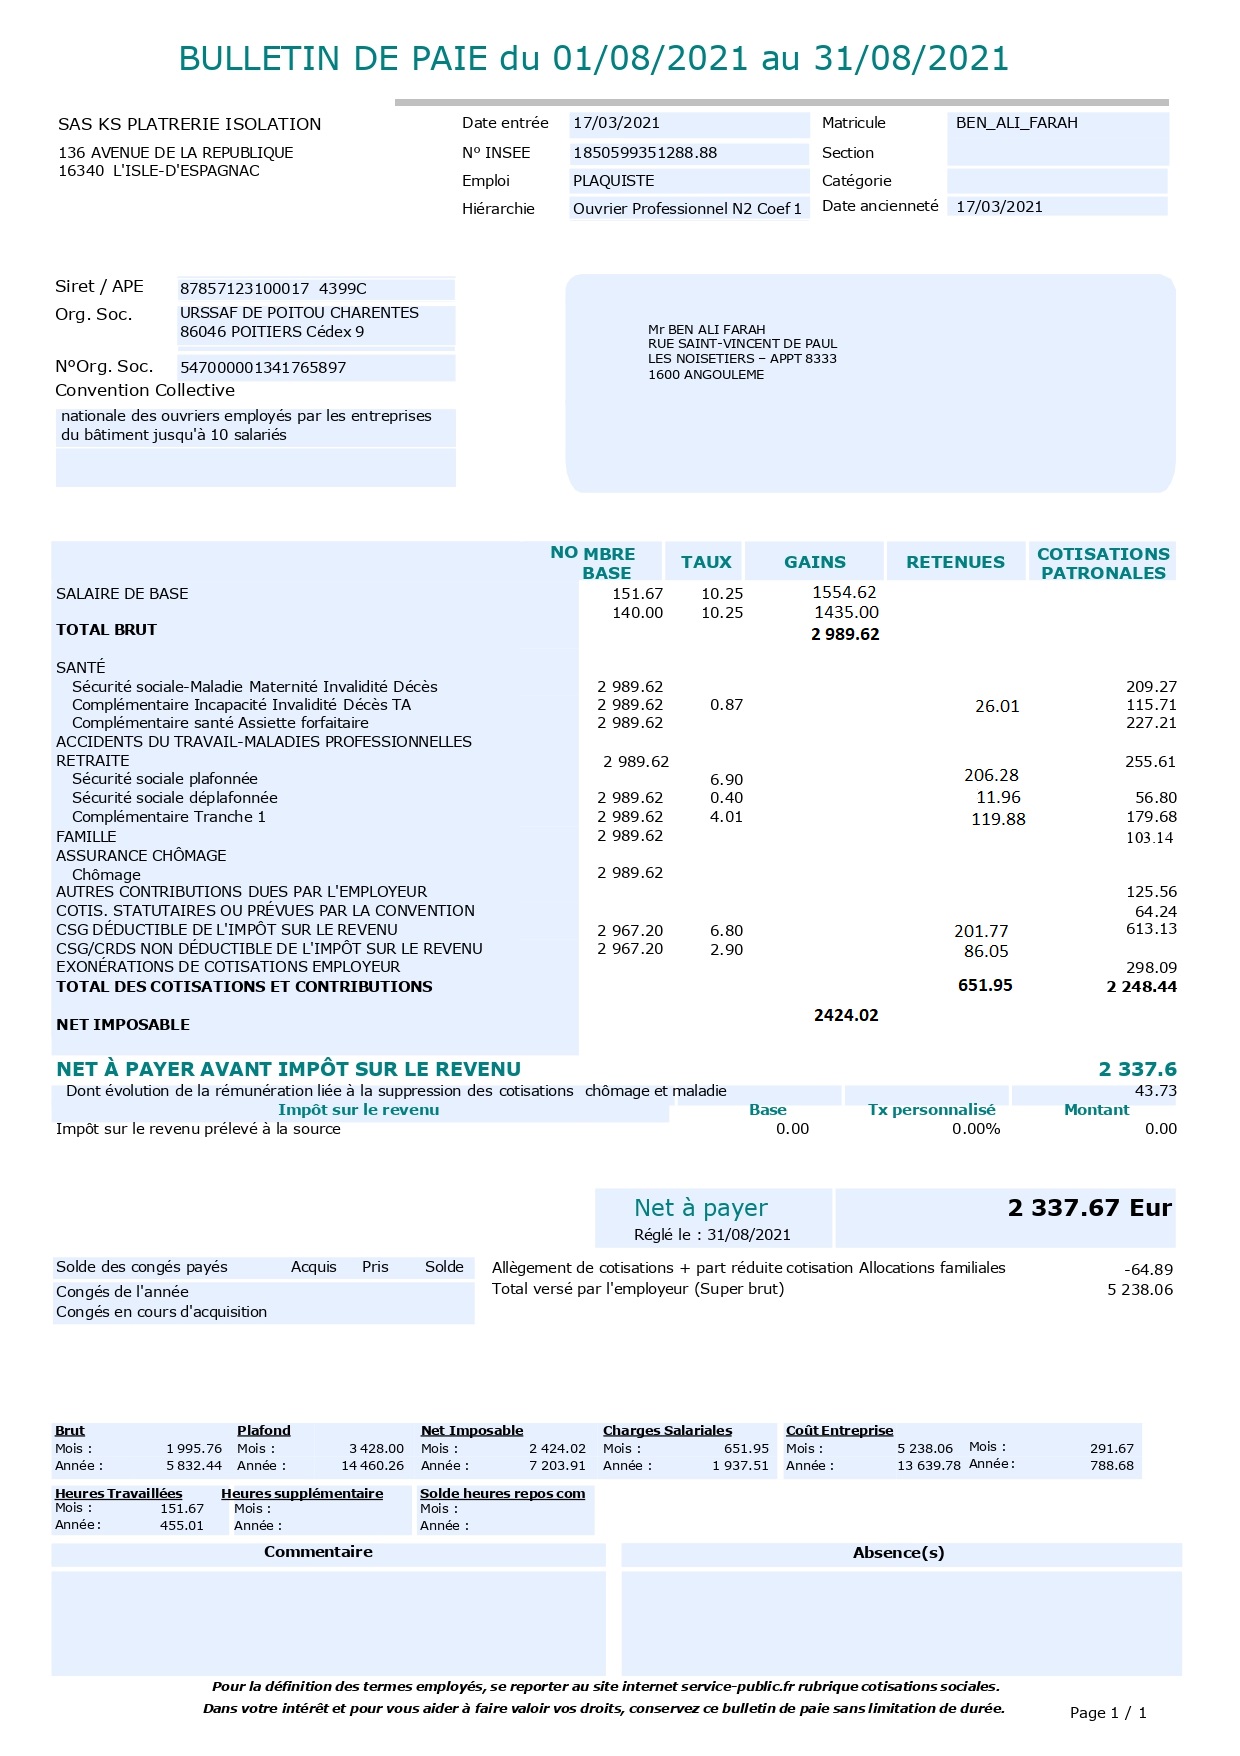 BULLETIN DE PAIE du 01/08/2021 au 31/08/2021
SAS KS PLATRERIE ISOLATION
136 AVENUE DE LA REPUBLIQUE
16340 L'ISLE-D'ESPAGNAC
Date entrée 17/03/2021 Matricule BEN_ALI_FARAH
Nº INSEE 1850599351288.88 Section
Emploi PLAQUISTE Catégorie
Hiérarchie Ouvrier Professionnel N2 Coef 1 Date ancienneté 17/03/2021
Siret / APE 87857123100017 4399C
Org. Soc. URSSAF DE POITOU CHARENTES
86046 POITIERS Cédex 9
NºOrg. Soc. 547000001341765897
Convention Collective
nationale des ouvriers employés par les entreprises
du bâtiment jusqu'à 10 salariés
Mr BEN ALI FARAH
RUE SAINT-VINCENT DE PAUL
LES NOISETIERS – APPT 8333
1600 ANGOULEME
NO MBRE BASE TAUX GAINS RETENUES COTISATIONS PATRONALES
SALAIRE DE BASE 151.67 10.25 1554.62
140.00 10.25 1435.00
TOTAL BRUT 2 989.62
SANTÉ
Sécurité sociale-Maladie Maternité Invalidité Décès 2 989.62 209.27
Complémentaire Incapacité Invalidité Décès TA 2 989.62 0.87 26.01 115.71
Complémentaire santé Assiette forfaitaire 2 989.62 227.21
ACCIDENTS DU TRAVAIL-MALADIES PROFESSIONNELLES
RETRAITE 2 989.62 255.61
Sécurité sociale plafonnée 6.90 206.28
Sécurité sociale déplafonnée 2 989.62 0.40 11.96 56.80
Complémentaire Tranche 1 2 989.62 4.01 119.88 179.68
FAMILLE 2 989.62 103.14
ASSURANCE CHÔMAGE
Chômage 2 989.62
AUTRES CONTRIBUTIONS DUES PAR L'EMPLOYEUR 125.56
COTIS. STATUTAIRES OU PRÉVUES PAR LA CONVENTION 64.24
CSG DÉDUCTIBLE DE L'IMPÔT SUR LE REVENU 2 967.20 6.80 201.77 613.13
CSG/CRDS NON DÉDUCTIBLE DE L'IMPÔT SUR LE REVENU 2 967.20 2.90 86.05
EXONÉRATIONS DE COTISATIONS EMPLOYEUR 298.09
TOTAL DES COTISATIONS ET CONTRIBUTIONS 651.95 2 248.44
NET IMPOSABLE 2424.02
NET À PAYER AVANT IMPÔT SUR LE REVENU 2 337.6
Dont évolution de la rémunération liée à la suppression des cotisations chômage et maladie 43.73
Impôt sur le revenu Base Tx personnalisé Montant
Impôt sur le revenu prélevé à la source 0.00 0.00% 0.00
Net à payer 2 337.67 Eur
Réglé le : 31/08/2021
Solde des congés payés Acquis Pris Solde
Congés de l'année
Congés en cours d'acquisition
Allègement de cotisations + part réduite cotisation Allocations familiales -64.89
Total versé par l'employeur (Super brut) 5 238.06
Brut Plafond Net Imposable Charges Salariales Coût Entreprise
Mois : 1 995.76 Mois : 3 428.00 Mois : 2 424.02 Mois : 651.95 Mois : 5 238.06 Mois : 291.67
Année : 5 832.44 Année : 14 460.26 Année : 7 203.91 Année : 1 937.51 Année : 13 639.78 Année : 788.68
Heures Travaillées Heures supplémentaire Solde heures repos com
Mois : 151.67 Mois : Mois :
Année : 455.01 Année : Année :
Commentaire Absence(s)
Pour la définition des termes employés, se reporter au site internet service-public.fr rubrique cotisations sociales.
Dans votre intérêt et pour vous aider à faire valoir vos droits, conservez ce bulletin de paie sans limitation de durée.
Page 1 / 1